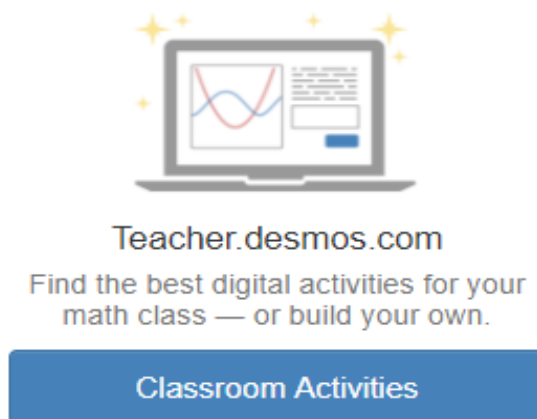 Teacher.desmos.com
Find the best digital activities for your
math class — or build your own.
Classroom Activities